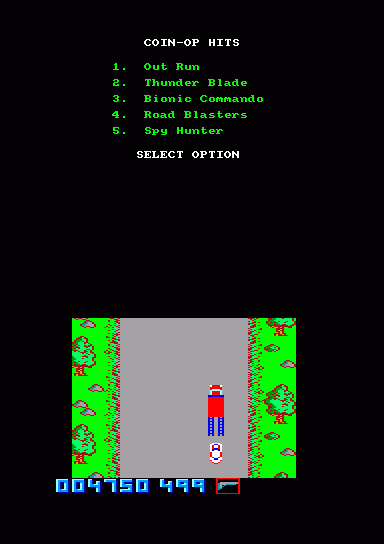 COIN-OP HITS
1. Out Run
2. Thunder Blade
3. Bionic Commando
4. Road Blasters
5. Spy Hunter
SELECT OPTION
004750 499